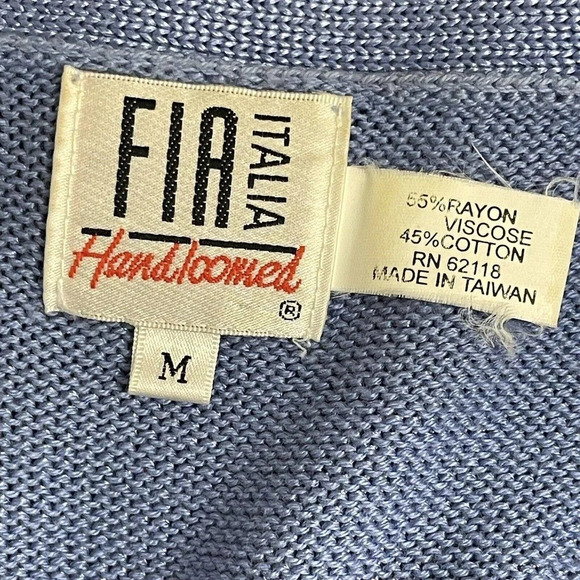 FIA ITALIA
Handloomed
®
M
55%RAYON
VISCOSE
45%COTTON
RN 62118
MADE IN TAIWAN